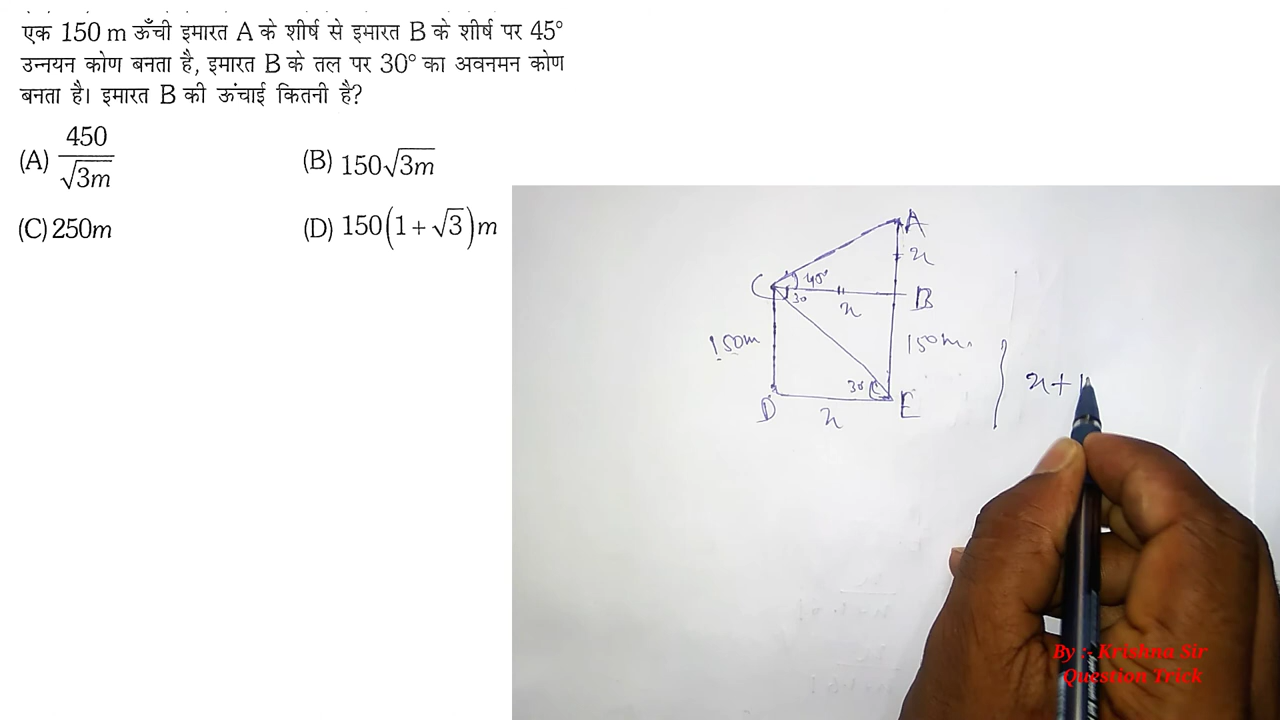 एक 150 m ऊँची इमारत A के शीर्ष से इमारत B के शीर्ष पर 45°
उन्नयन कोण बनता है, इमारत B के तल पर 30° का अवनमन कोण
बनता है। इमारत B की ऊंचाई कितनी है?
(A) 450/√3m (B) 150√3m
(C) 250m (D) 150(1+√3)m
A
x
C 45°
30 x B
150m 150m.
30
D x E
x+1
By :- Krishna Sir
Question Trick